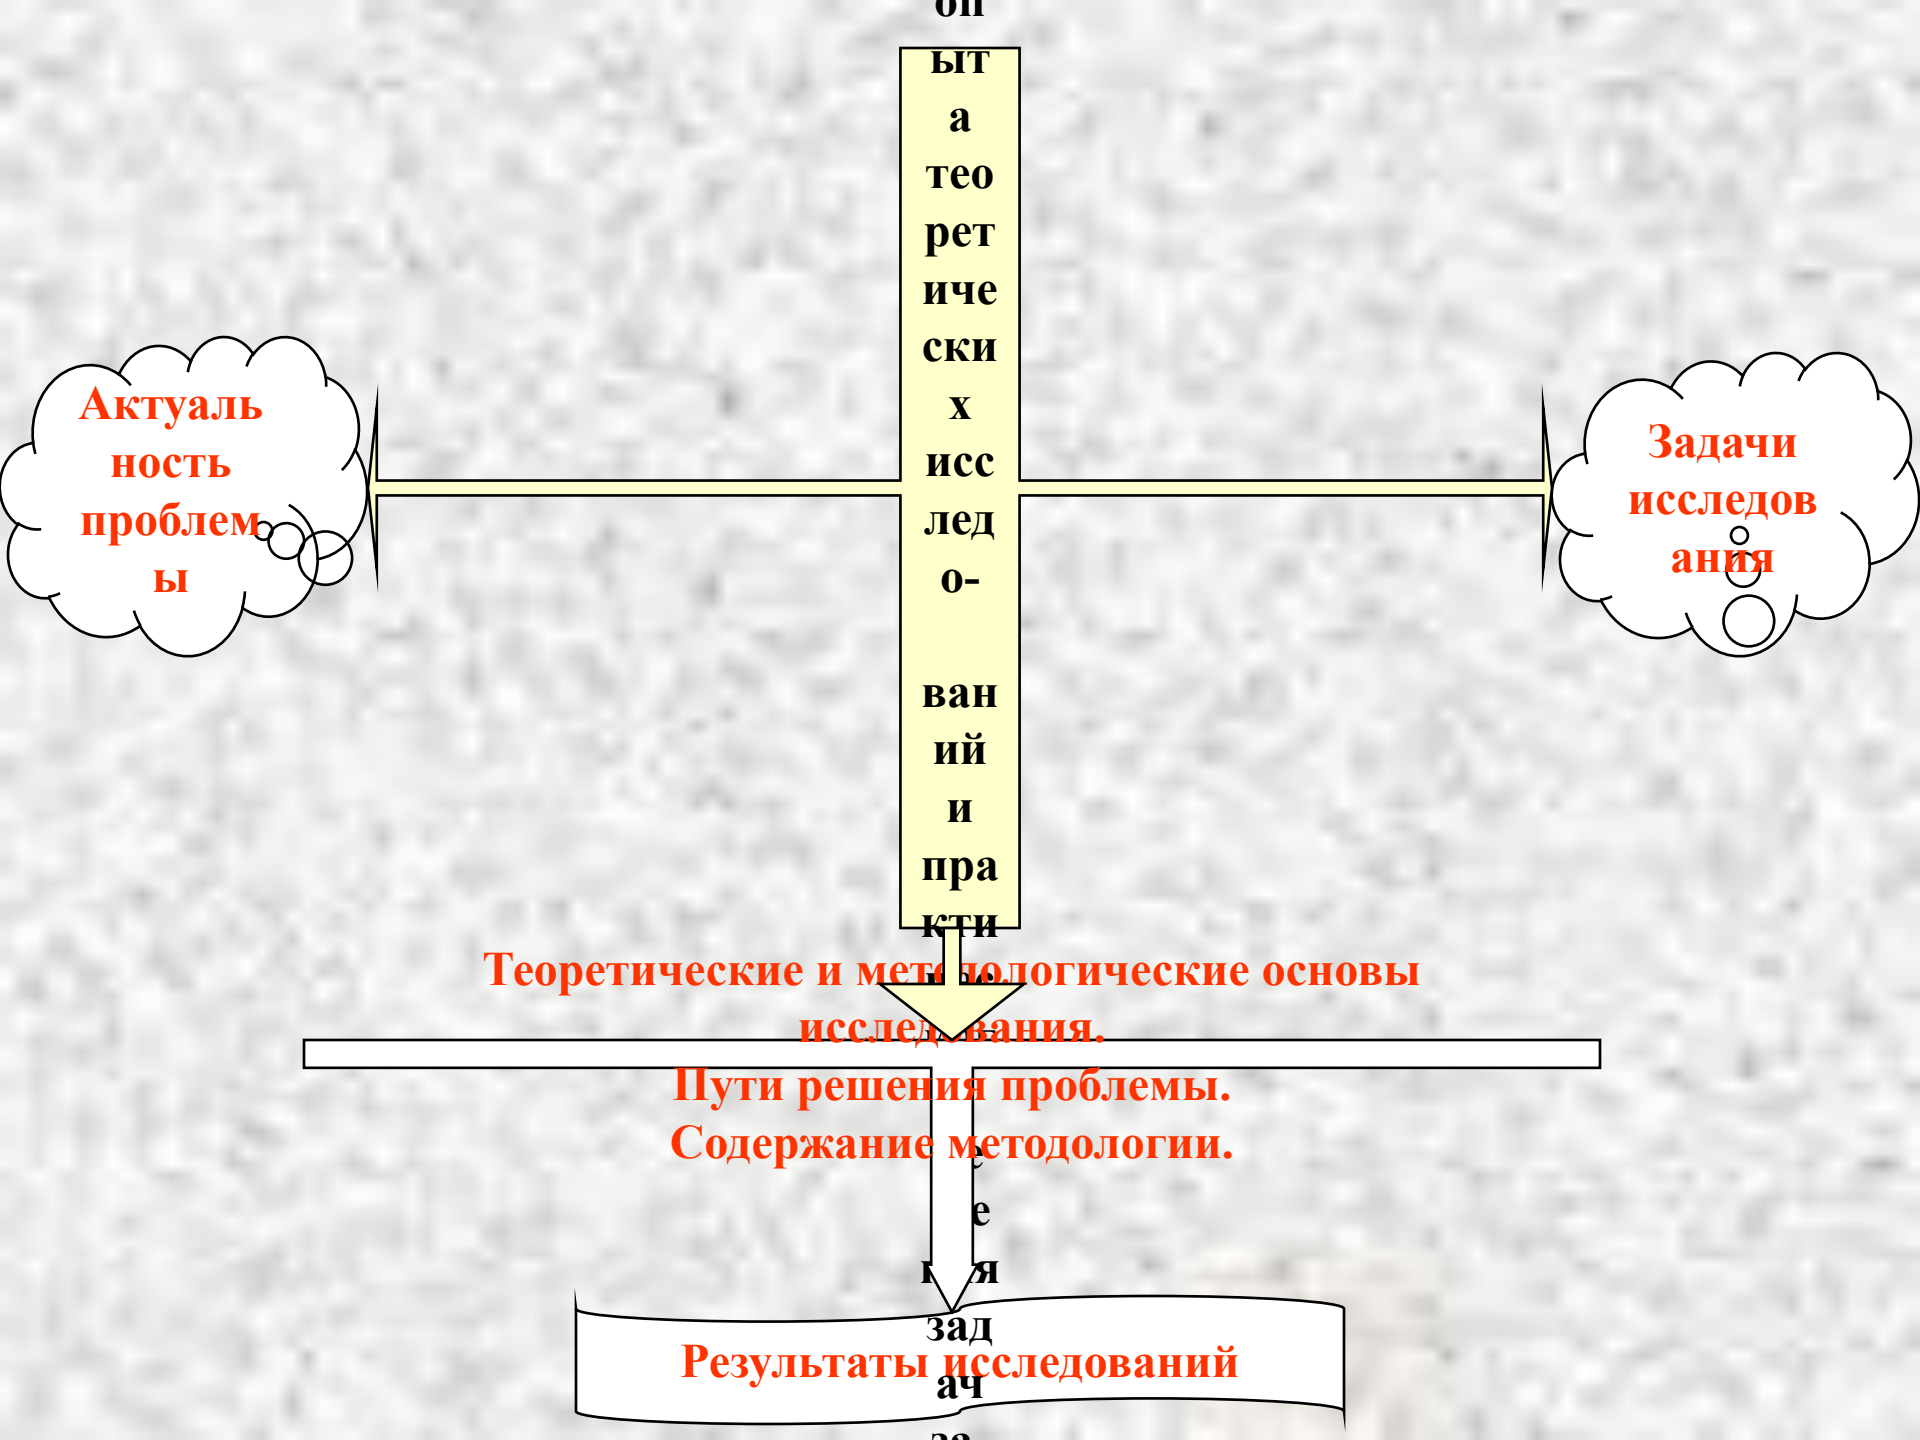 ыт
а
тео
рет
иче
ски
х
исс
лед
о-
ван
ий
и
пра
кти
зад
ач
Актуаль
ность
проблем
ы
Задачи
исследов
ания
Теоретические и методологические основы
исследования.
Пути решения проблемы.
Содержание методологии.
Результаты исследований